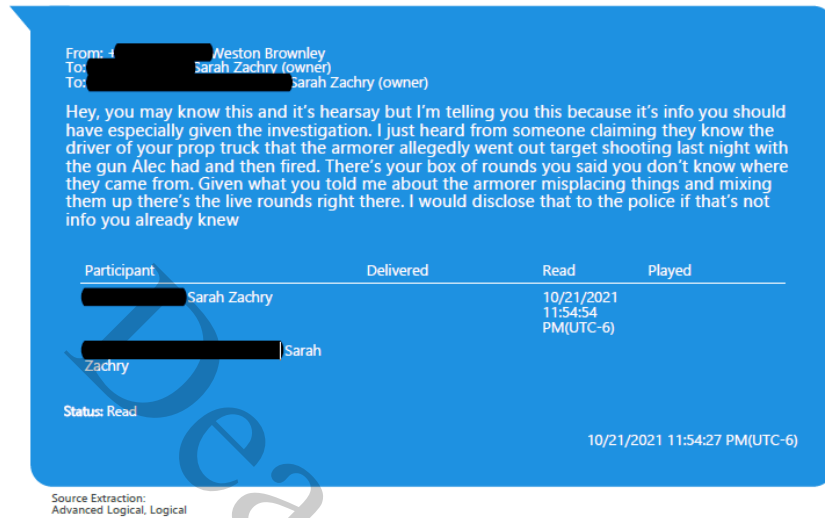 From: + Weston Brownley
To: Sarah Zachry (owner)
To: Sarah Zachry (owner)
Hey, you may know this and it's hearsay but I'm telling you this because it's info you should
have especially given the investigation. I just heard from someone claiming they know the
driver of your prop truck that the armorer allegedly went out target shooting last night with
the gun Alec had and then fired. There's your box of rounds you said you don't know where
they came from. Given what you told me about the armorer misplacing things and mixing
them up there's the live rounds right there. I would disclose that to the police if that's not
info you already knew
Participant Delivered Read Played
Sarah Zachry 10/21/2021
11:54:54
PM(UTC-6)
Sarah
Zachry
Status: Read
10/21/2021 11:54:27 PM(UTC-6)
Source Extraction:
Advanced Logical, Logical